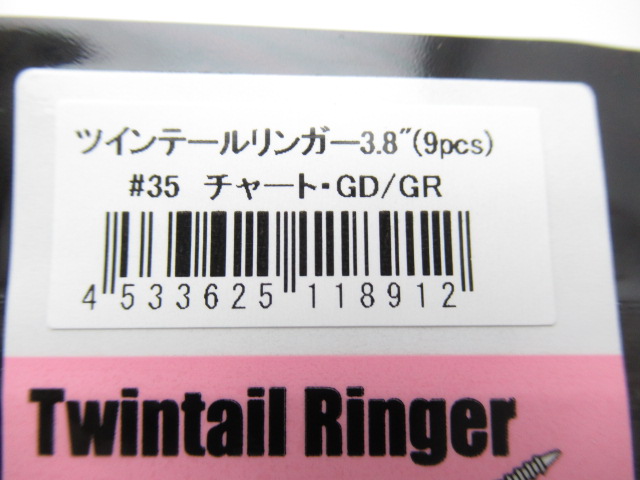 ツインテールリンガー3.8"(9pcs)
#35 チャート・GD/GR
4 533625 118912
Twintail Ringer